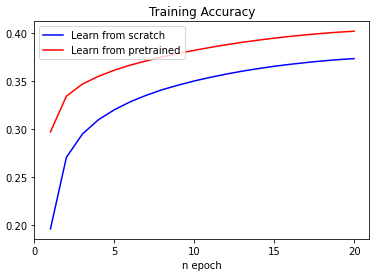 Training Accuracy
Learn from scratch
Learn from pretrained
0.40
0.35
0.30
0.25
0.20
0
5
10
15
20
n epoch